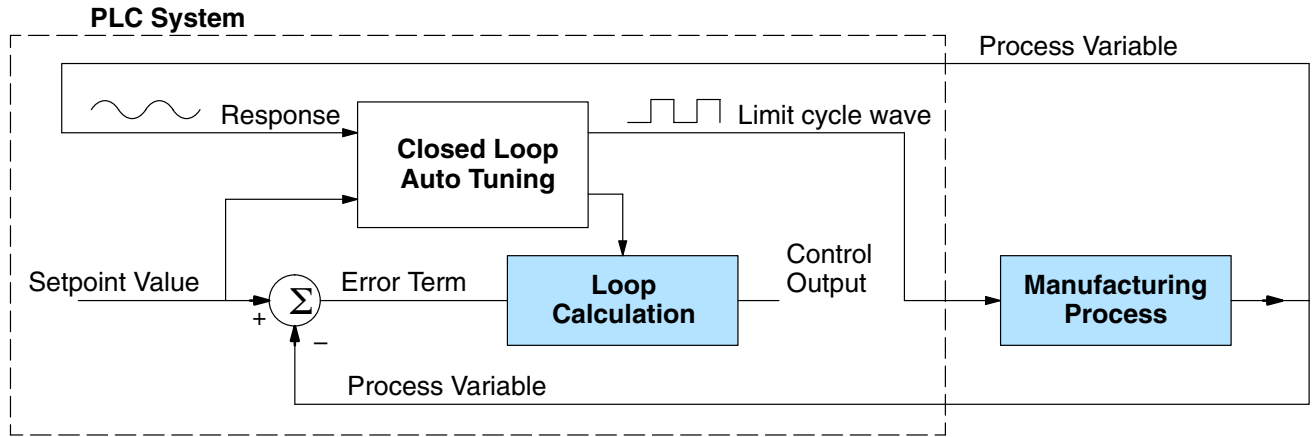 PLC System
Process Variable
Response
Limit cycle wave
Closed Loop
Auto Tuning
Setpoint Value
Error Term
Loop
Calculation
Control
Output
Manufacturing
Process
Σ
+
−
Process Variable